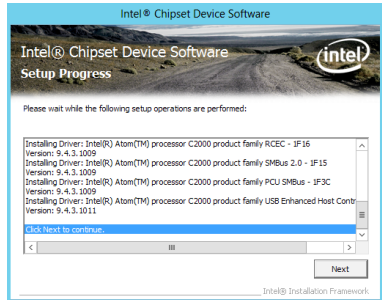 Intel® Chipset Device Software
Intel® Chipset Device Software
Setup Progress
intel
Please wait while the following setup operations are performed:
Installing Driver: Intel(R) Atom(TM) processor C2000 product family RCEC - 1F16
Version: 9.4.3.1009
Installing Driver: Intel(R) Atom(TM) processor C2000 product family SMBus 2.0 - 1F15
Version: 9.4.3.1009
Installing Driver: Intel(R) Atom(TM) processor C2000 product family PCU SMBus - 1F3C
Version: 9.4.3.1009
Installing Driver: Intel(R) Atom(TM) processor C2000 product family USB Enhanced Host Contr
Version: 9.4.3.1011
Click Next to continue.
Next
Intel® Installation Framework